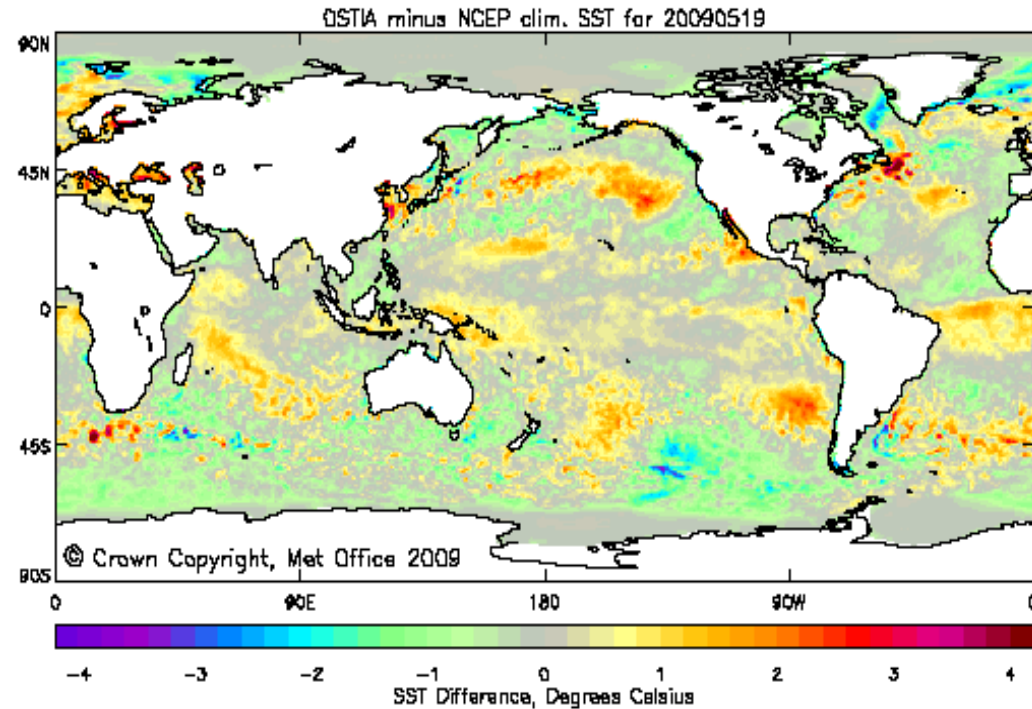 OSTIA minus NCEP clim. SST for 20090519
90N
45N
0
45S
90S
© Crown Copyright, Met Office 2009
0 90E 180 90W 0
-4 -3 -2 -1 0 1 2 3 4
SST Difference, Degrees Celsius